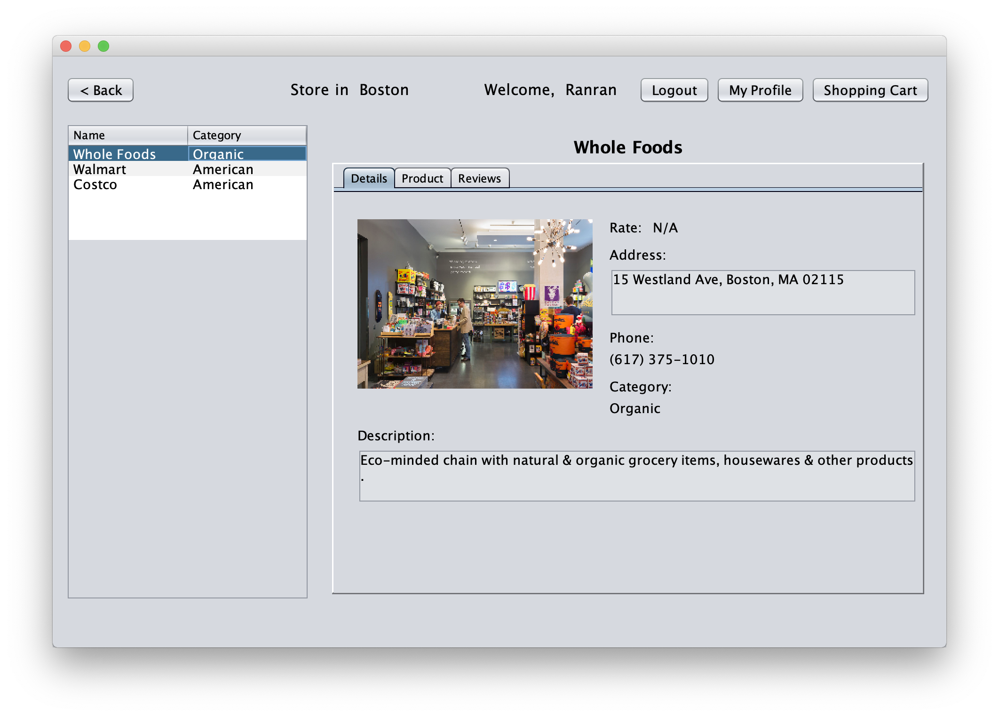 < Back
Store in Boston
Welcome, Ranran
Logout
My Profile
Shopping Cart
Name Category
Whole Foods Organic
Walmart American
Costco American
Whole Foods
Details Product Reviews
Rate: N/A
Address:
15 Westland Ave, Boston, MA 02115
Phone:
(617) 375-1010
Category:
Organic
Description:
Eco-minded chain with natural & organic grocery items, housewares & other products
.